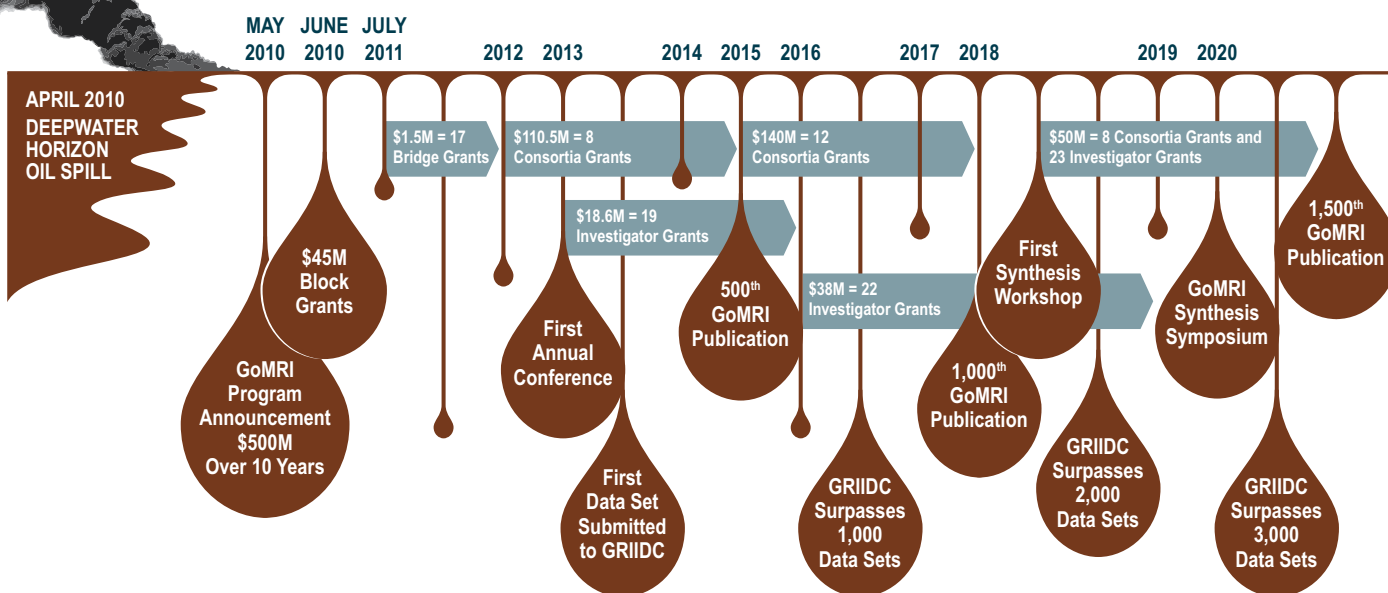 MAY
2010
JUNE
2010
JULY
2011
2012
2013
2014
2015
2016
2017
2018
2019
2020
APRIL 2010
DEEPWATER
HORIZON
OIL SPILL
$1.5M = 17
Bridge Grants
$110.5M = 8
Consortia Grants
$140M = 12
Consortia Grants
$50M = 8 Consortia Grants and
23 Investigator Grants
$18.6M = 19
Investigator Grants
$38M = 22
Investigator Grants
GoMRI
Program
Announcement
$500M
Over 10 Years
$45M
Block
Grants
First
Annual
Conference
First
Data Set
Submitted
to GRIIDC
500th
GoMRI
Publication
GRIIDC
Surpasses
1,000
Data Sets
1,000th
GoMRI
Publication
First
Synthesis
Workshop
GRIIDC
Surpasses
2,000
Data Sets
GoMRI
Synthesis
Symposium
GRIIDC
Surpasses
3,000
Data Sets
1,500th
GoMRI
Publication